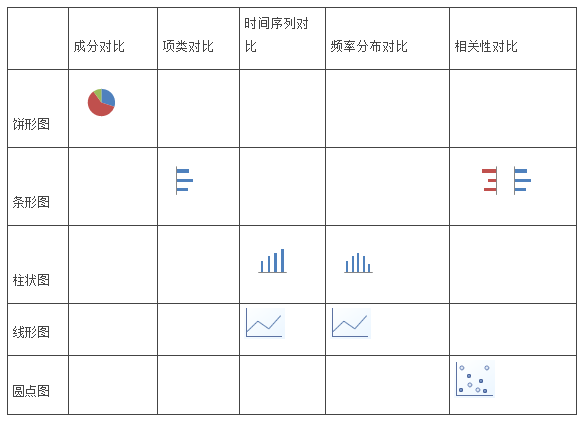 成分对比
项类对比
时间序列对
比
频率分布对比
相关性对比
饼形图
条形图
柱状图
线形图
圆点图